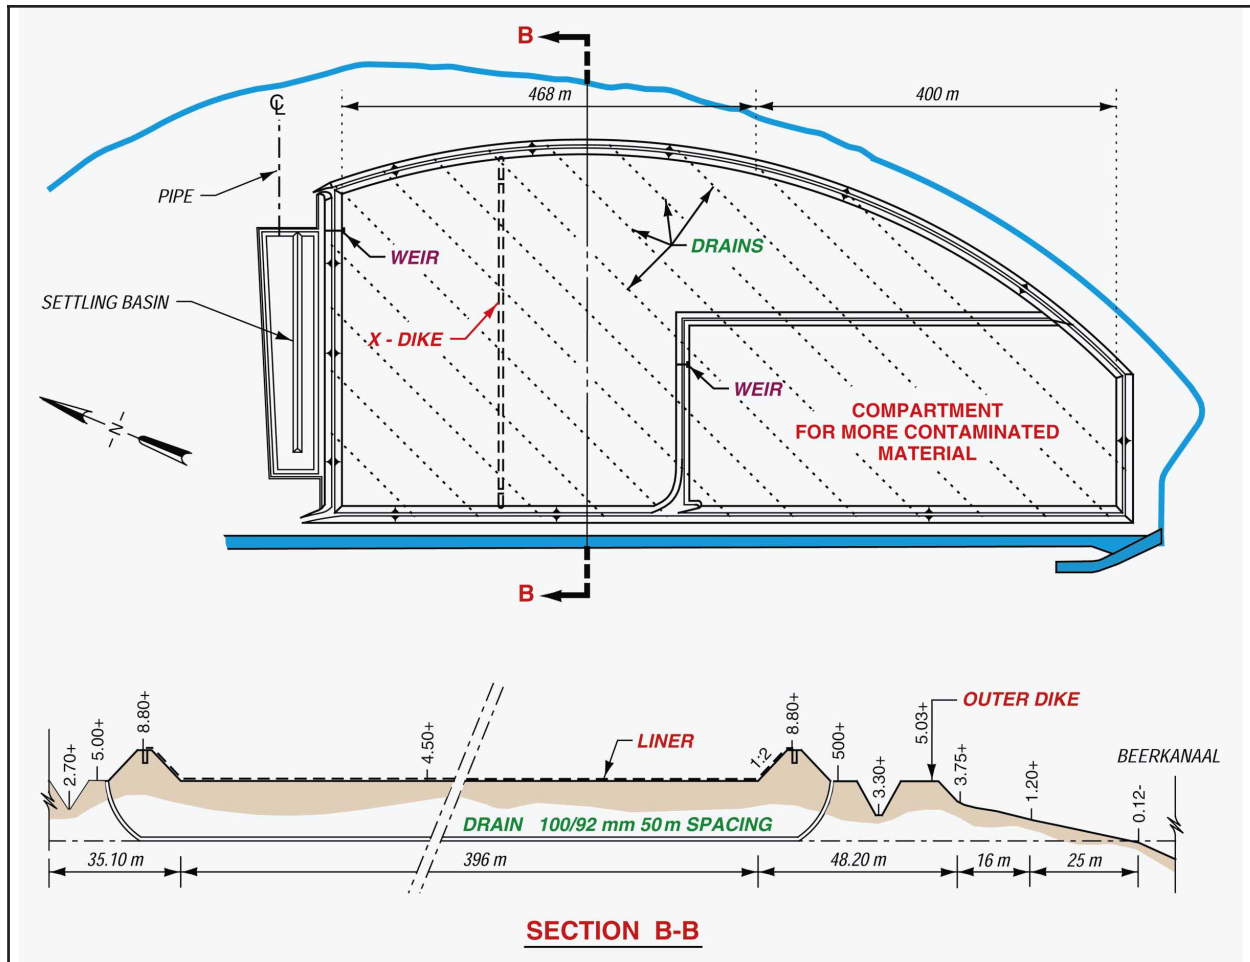 B
468 m
400 m
℄
PIPE
WEIR
DRAINS
SETTLING BASIN
X - DIKE
WEIR
-N-
COMPARTMENT
FOR MORE CONTAMINATED
MATERIAL
B
2.70+
5.00+
8.80+
4.50+
LINER
1:2
8.80+
500+
3.30+
5.03+
OUTER DIKE
3.75+
1.20+
0.12-
BEERKANAAL
DRAIN 100/92 mm 50 m SPACING
35.10 m
396 m
48.20 m
16 m
25 m
SECTION B-B